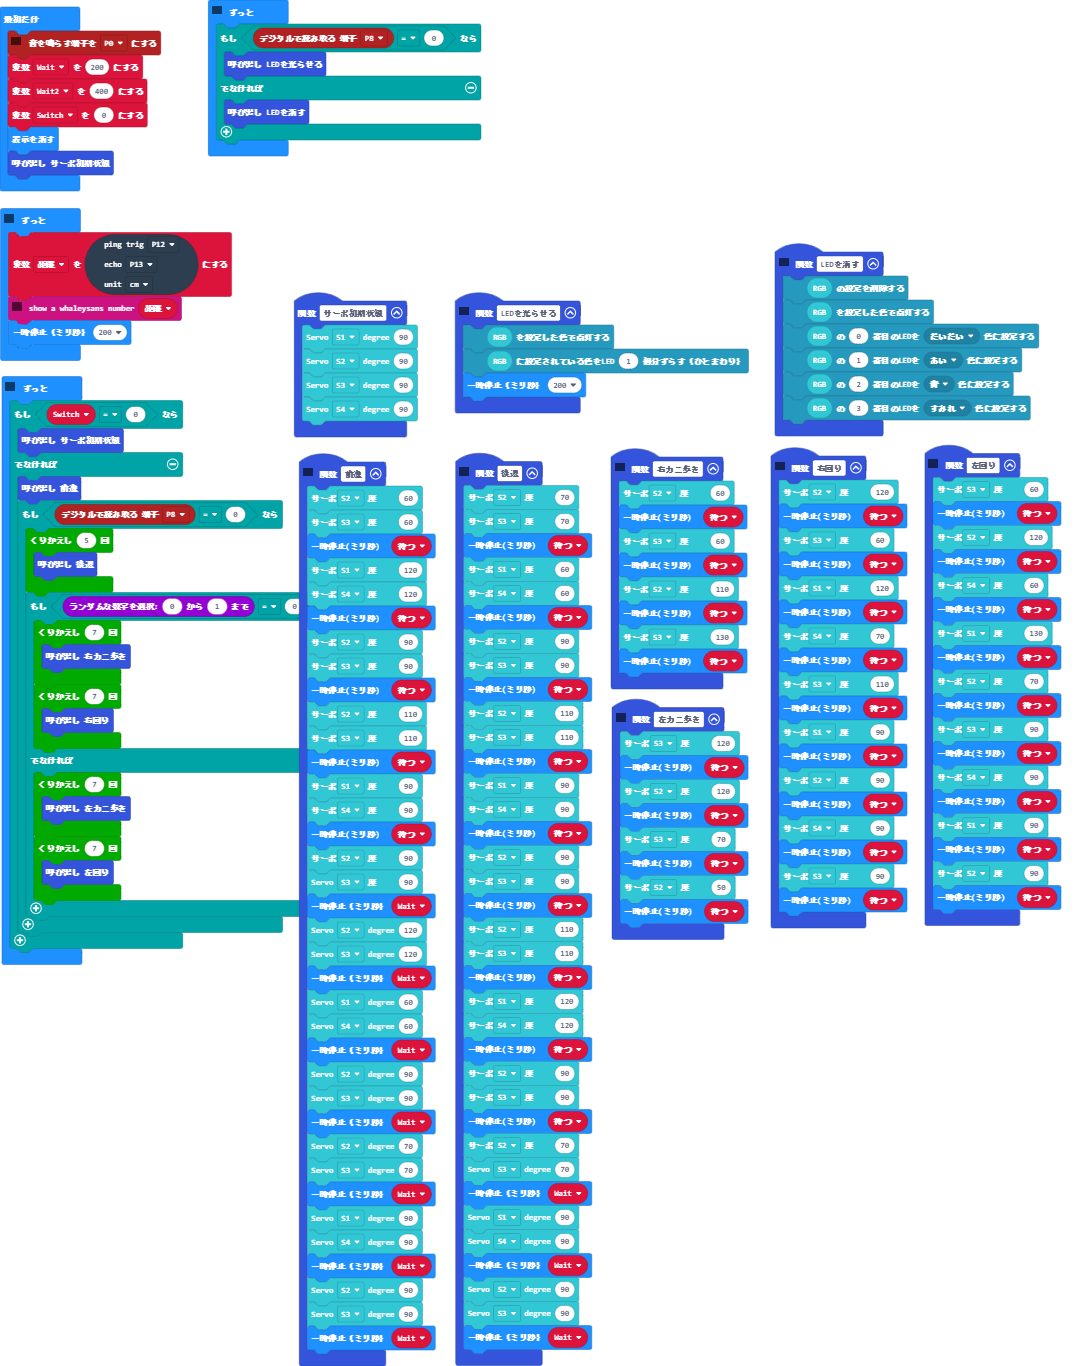 最初だけ
音を鳴らす端子を P0 にする
変数 Wait を 200 にする
変数 Wait2 を 400 にする
変数 Switch を 0 にする
表示を消す
呼び出し サーボ初期状態
ずっと
もし デジタルで読み取る 端子 P8 = 0 なら
呼び出し LEDを光らせる
でなければ
呼び出し LEDを消す
ずっと
変数 距離 を ping trig P12 にする
echo P13
unit cm
show a whaleysans number 距離
一時停止 (ミリ秒) 200
ずっと
もし Switch = 0 なら
呼び出し サーボ初期状態
でなければ
呼び出し 前進
もし デジタルで読み取る 端子 P8 = 0 なら
くりかえし 5 回
呼び出し 後退
もし ランダムな数字を選択: 0 から 1 まで = 0
くりかえし 7 回
呼び出し 右カニ歩き
くりかえし 7 回
呼び出し 右回り
でなければ
くりかえし 7 回
呼び出し 左カニ歩き
くりかえし 7 回
呼び出し 左回り
関数 サーボ初期状態
Servo S1 degree 90
Servo S2 degree 90
Servo S3 degree 90
Servo S4 degree 90
関数 LEDを光らせる
RGB を設定した色で点灯する
RGB に設定されている色をLED 1 個分ずらす (ひとまわり)
一時停止 (ミリ秒) 200
関数 LEDを消す
RGB の設定を削除する
RGB を設定した色で点灯する
RGB の 0 番目のLEDを だいだい 色に設定する
RGB の 1 番目のLEDを あい 色に設定する
RGB の 2 番目のLEDを 青 色に設定する
RGB の 3 番目のLEDを すみれ 色に設定する
関数 前進
サーボ S2 度 60
サーボ S3 度 60
一時停止(ミリ秒) 待つ
サーボ S1 度 120
サーボ S4 度 120
一時停止(ミリ秒) 待つ
サーボ S2 度 90
サーボ S3 度 90
一時停止(ミリ秒) 待つ
サーボ S2 度 110
サーボ S3 度 110
一時停止(ミリ秒) 待つ
サーボ S1 度 90
サーボ S4 度 90
一時停止(ミリ秒) 待つ
サーボ S2 度 90
Servo S3 度 90
一時停止 (ミリ秒) Wait
Servo S2 degree 120
Servo S3 degree 120
一時停止 (ミリ秒) Wait
Servo S1 degree 60
Servo S4 degree 60
一時停止 (ミリ秒) Wait
Servo S2 degree 90
Servo S3 degree 90
一時停止 (ミリ秒) Wait
Servo S2 degree 70
Servo S3 degree 70
一時停止 (ミリ秒) Wait
Servo S1 degree 90
Servo S4 degree 90
一時停止 (ミリ秒) Wait
Servo S2 degree 90
Servo S3 degree 90
一時停止 (ミリ秒) Wait
関数 後退
サーボ S2 度 70
サーボ S3 度 70
一時停止(ミリ秒) 待つ
サーボ S1 度 60
サーボ S4 度 60
一時停止(ミリ秒) 待つ
サーボ S2 度 90
サーボ S3 度 90
一時停止(ミリ秒) 待つ
サーボ S2 度 110
サーボ S3 度 110
一時停止(ミリ秒) 待つ
サーボ S1 度 90
サーボ S4 度 90
一時停止(ミリ秒) 待つ
サーボ S2 度 90
サーボ S3 度 90
一時停止(ミリ秒) 待つ
サーボ S2 度 110
サーボ S3 度 110
一時停止(ミリ秒) 待つ
サーボ S1 度 120
サーボ S4 度 120
一時停止(ミリ秒) 待つ
サーボ S2 度 90
サーボ S3 度 90
一時停止(ミリ秒) 待つ
サーボ S2 度 70
Servo S3 degree 70
一時停止 (ミリ秒) Wait
Servo S1 degree 90
Servo S4 degree 90
一時停止 (ミリ秒) Wait
Servo S2 degree 90
Servo S3 degree 90
一時停止 (ミリ秒) Wait
関数 右カニ歩き
サーボ S2 度 60
一時停止(ミリ秒) 待つ
サーボ S3 度 60
一時停止(ミリ秒) 待つ
サーボ S2 度 110
一時停止(ミリ秒) 待つ
サーボ S3 度 130
一時停止(ミリ秒) 待つ
関数 左カニ歩き
サーボ S3 度 120
一時停止(ミリ秒) 待つ
サーボ S2 度 120
一時停止(ミリ秒) 待つ
サーボ S3 度 70
一時停止(ミリ秒) 待つ
サーボ S2 度 50
一時停止(ミリ秒) 待つ
関数 右回り
サーボ S2 度 120
一時停止(ミリ秒) 待つ
サーボ S3 度 60
一時停止(ミリ秒) 待つ
サーボ S1 度 120
一時停止(ミリ秒) 待つ
サーボ S4 度 70
一時停止(ミリ秒) 待つ
サーボ S3 度 110
一時停止(ミリ秒) 待つ
サーボ S1 度 90
一時停止(ミリ秒) 待つ
サーボ S2 度 90
一時停止(ミリ秒) 待つ
サーボ S4 度 90
一時停止(ミリ秒) 待つ
サーボ S3 度 90
一時停止(ミリ秒) 待つ
関数 左回り
サーボ S3 度 60
一時停止(ミリ秒) 待つ
サーボ S2 度 120
一時停止(ミリ秒) 待つ
サーボ S4 度 60
一時停止(ミリ秒) 待つ
サーボ S1 度 130
一時停止(ミリ秒) 待つ
サーボ S2 度 70
一時停止(ミリ秒) 待つ
サーボ S3 度 90
一時停止(ミリ秒) 待つ
サーボ S4 度 90
一時停止(ミリ秒) 待つ
サーボ S1 度 90
一時停止(ミリ秒) 待つ
サーボ S2 度 90
一時停止(ミリ秒) 待つ